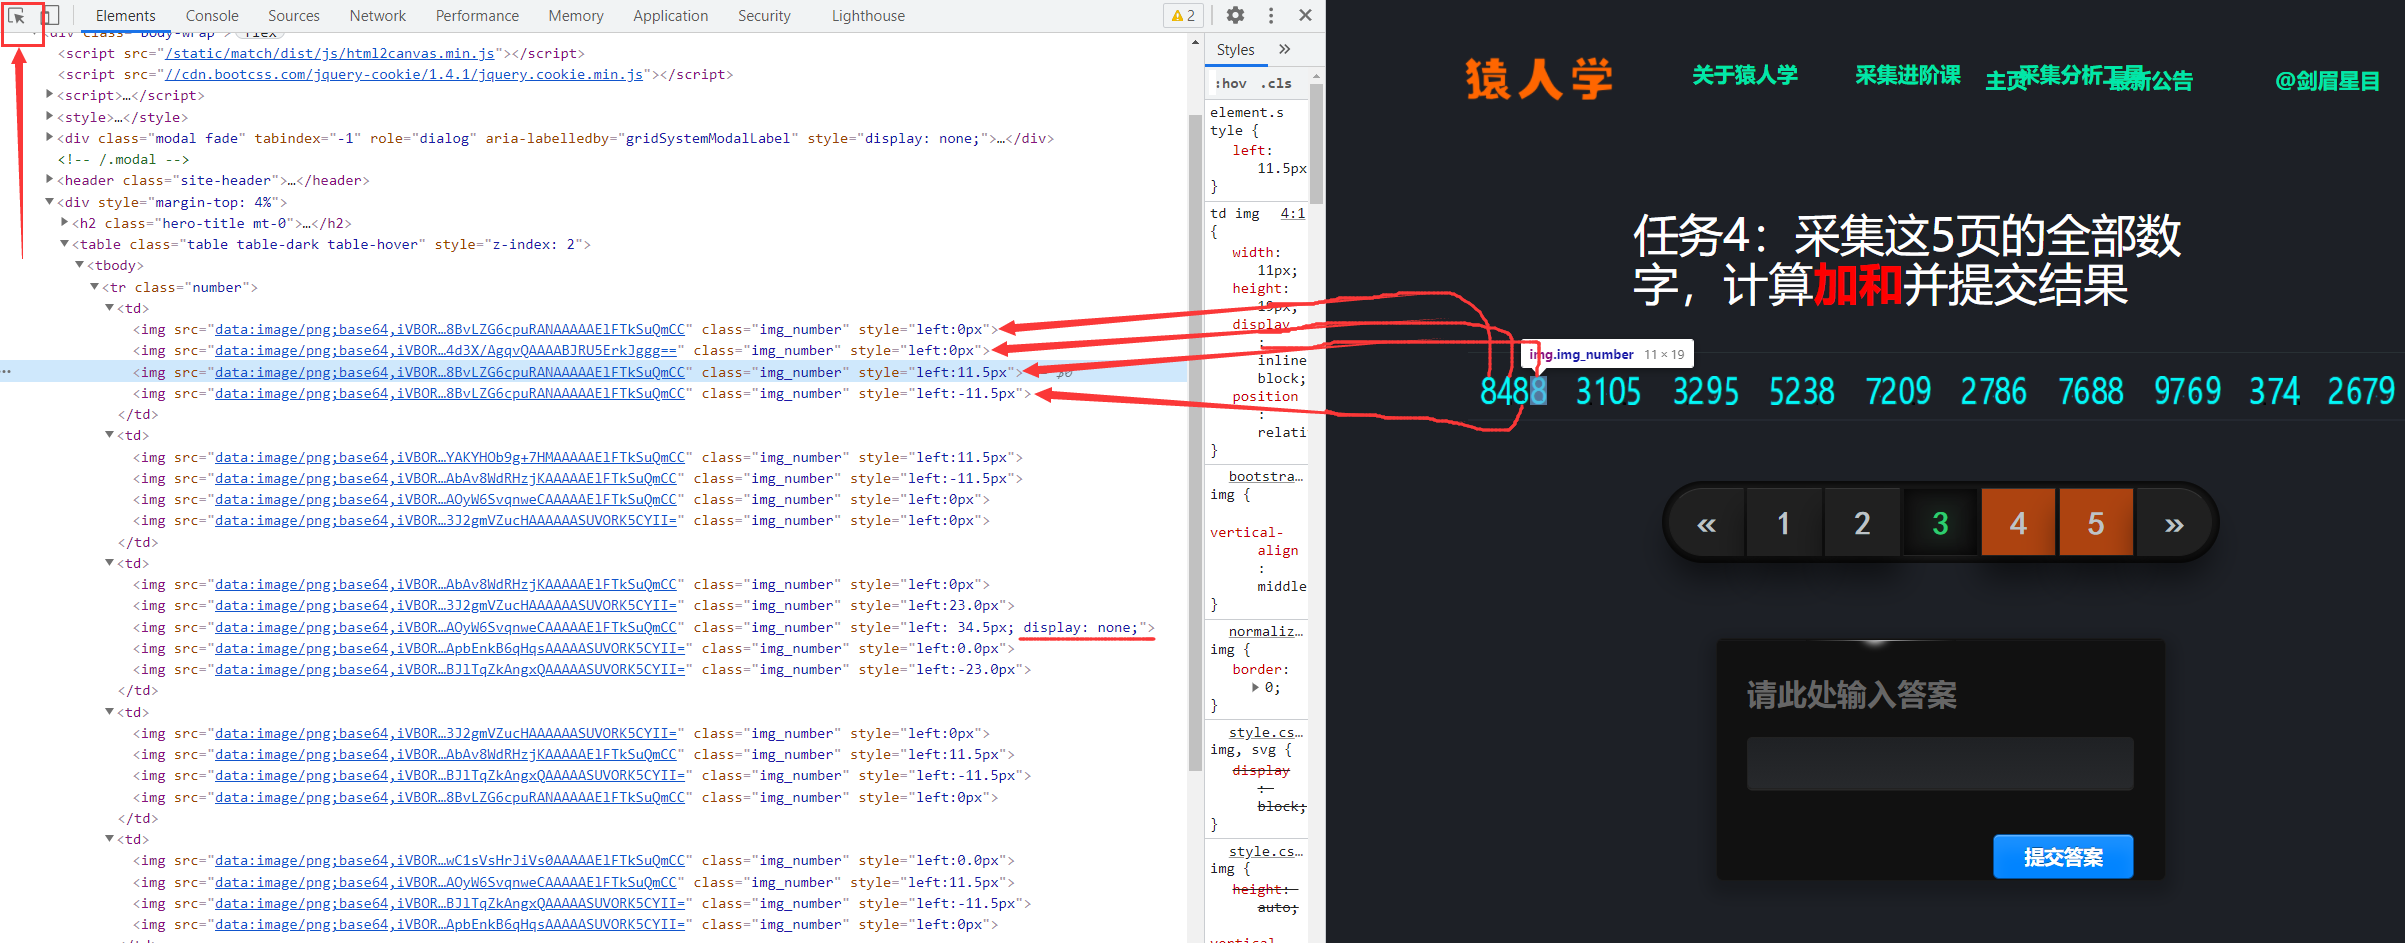 Elements Console Sources Network Performance Memory Application Security Lighthouse 2
<script src="/static/match/dist/js/html2canvas.min.js"></script>
<script src="//cdn.bootcss.com/jquery-cookie/1.4.1/jquery.cookie.min.js"></script>
<script>…</script>
<style>…</style>
<div class="modal fade" tabindex="-1" role="dialog" aria-labelledby="gridSystemModalLabel" style="display: none;">…</div>
<!-- /.modal -->
<header class="site-header">…</header>
<div style="margin-top: 4%">
<h2 class="hero-title mt-0">…</h2>
<table class="table table-dark table-hover" style="z-index: 2">
<tbody>
<tr class="number">
<td>
<img src="data:image/png;base64,iVBOR…8BvLZG6cpuRANAAAAAElFTkSuQmCC" class="img_number" style="left:0px">
<img src="data:image/png;base64,iVBOR…4d3X/AgqvQAAAABJRU5ErkJggg==" class="img_number" style="left:0px">
<img src="data:image/png;base64,iVBOR…8BvLZG6cpuRANAAAAAElFTkSuQmCC" class="img_number" style="left:11.5px">
<img src="data:image/png;base64,iVBOR…8BvLZG6cpuRANAAAAAElFTkSuQmCC" class="img_number" style="left:-11.5px">
</td>
<td>
<img src="data:image/png;base64,iVBOR…YAKYHOb9g+7HMAAAAAElFTkSuQmCC" class="img_number" style="left:11.5px">
<img src="data:image/png;base64,iVBOR…AbAv8WdRHzjKAAAAAElFTkSuQmCC" class="img_number" style="left:-11.5px">
<img src="data:image/png;base64,iVBOR…AOyW6SvqnweCAAAAAElFTkSuQmCC" class="img_number" style="left:0px">
<img src="data:image/png;base64,iVBOR…3J2gmVZucHAAAAAASUVORK5CYII=" class="img_number" style="left:0px">
</td>
<td>
<img src="data:image/png;base64,iVBOR…AbAv8WdRHzjKAAAAAElFTkSuQmCC" class="img_number" style="left:0px">
<img src="data:image/png;base64,iVBOR…3J2gmVZucHAAAAAASUVORK5CYII=" class="img_number" style="left:23.0px">
<img src="data:image/png;base64,iVBOR…AOyW6SvqnweCAAAAAElFTkSuQmCC" class="img_number" style="left: 34.5px; display: none;">
<img src="data:image/png;base64,iVBOR…ApbEnkB6qHqsAAAAASUVORK5CYII=" class="img_number" style="left:0.0px">
<img src="data:image/png;base64,iVBOR…BJlTqZkAngxQAAAAASUVORK5CYII=" class="img_number" style="left:-23.0px">
</td>
<td>
<img src="data:image/png;base64,iVBOR…3J2gmVZucHAAAAAASUVORK5CYII=" class="img_number" style="left:0px">
<img src="data:image/png;base64,iVBOR…AbAv8WdRHzjKAAAAAElFTkSuQmCC" class="img_number" style="left:11.5px">
<img src="data:image/png;base64,iVBOR…BJlTqZkAngxQAAAAASUVORK5CYII=" class="img_number" style="left:-11.5px">
<img src="data:image/png;base64,iVBOR…8BvLZG6cpuRANAAAAAElFTkSuQmCC" class="img_number" style="left:0px">
</td>
<td>
<img src="data:image/png;base64,iVBOR…wC1sVsHrJiVs0AAAAAElFTkSuQmCC" class="img_number" style="left:0.0px">
<img src="data:image/png;base64,iVBOR…AOyW6SvqnweCAAAAAElFTkSuQmCC" class="img_number" style="left:11.5px">
<img src="data:image/png;base64,iVBOR…BJlTqZkAngxQAAAAASUVORK5CYII=" class="img_number" style="left:-11.5px">
<img src="data:image/png;base64,iVBOR…ApbEnkB6qHqsAAAAASUVORK5CYII=" class="img_number" style="left:0px">
Styles
:hov .cls
element.s
tyle {
left:
11.5px
}
td img 4:1
{
width:
11px;
height:
19px;
display
:
inline
block;
position
:
relati
}
bootstra…
img {
vertical-
align
:
middle
}
normaliz…
img {
border:
0;
}
style.cs…
img, svg {
display
:
block;
}
style.cs…
img {
height:
auto;
猿人学
关于猿人学 采集进阶课 主页 采集分析工具 最新公告 @剑眉星目
任务4：采集这5页的全部数
字，计算加和并提交结果
img.img_number 11 × 19
8488 3105 3295 5238 7209 2786 7688 9769 374 2679
« 1 2 3 4 5 »
请此处输入答案
提交答案